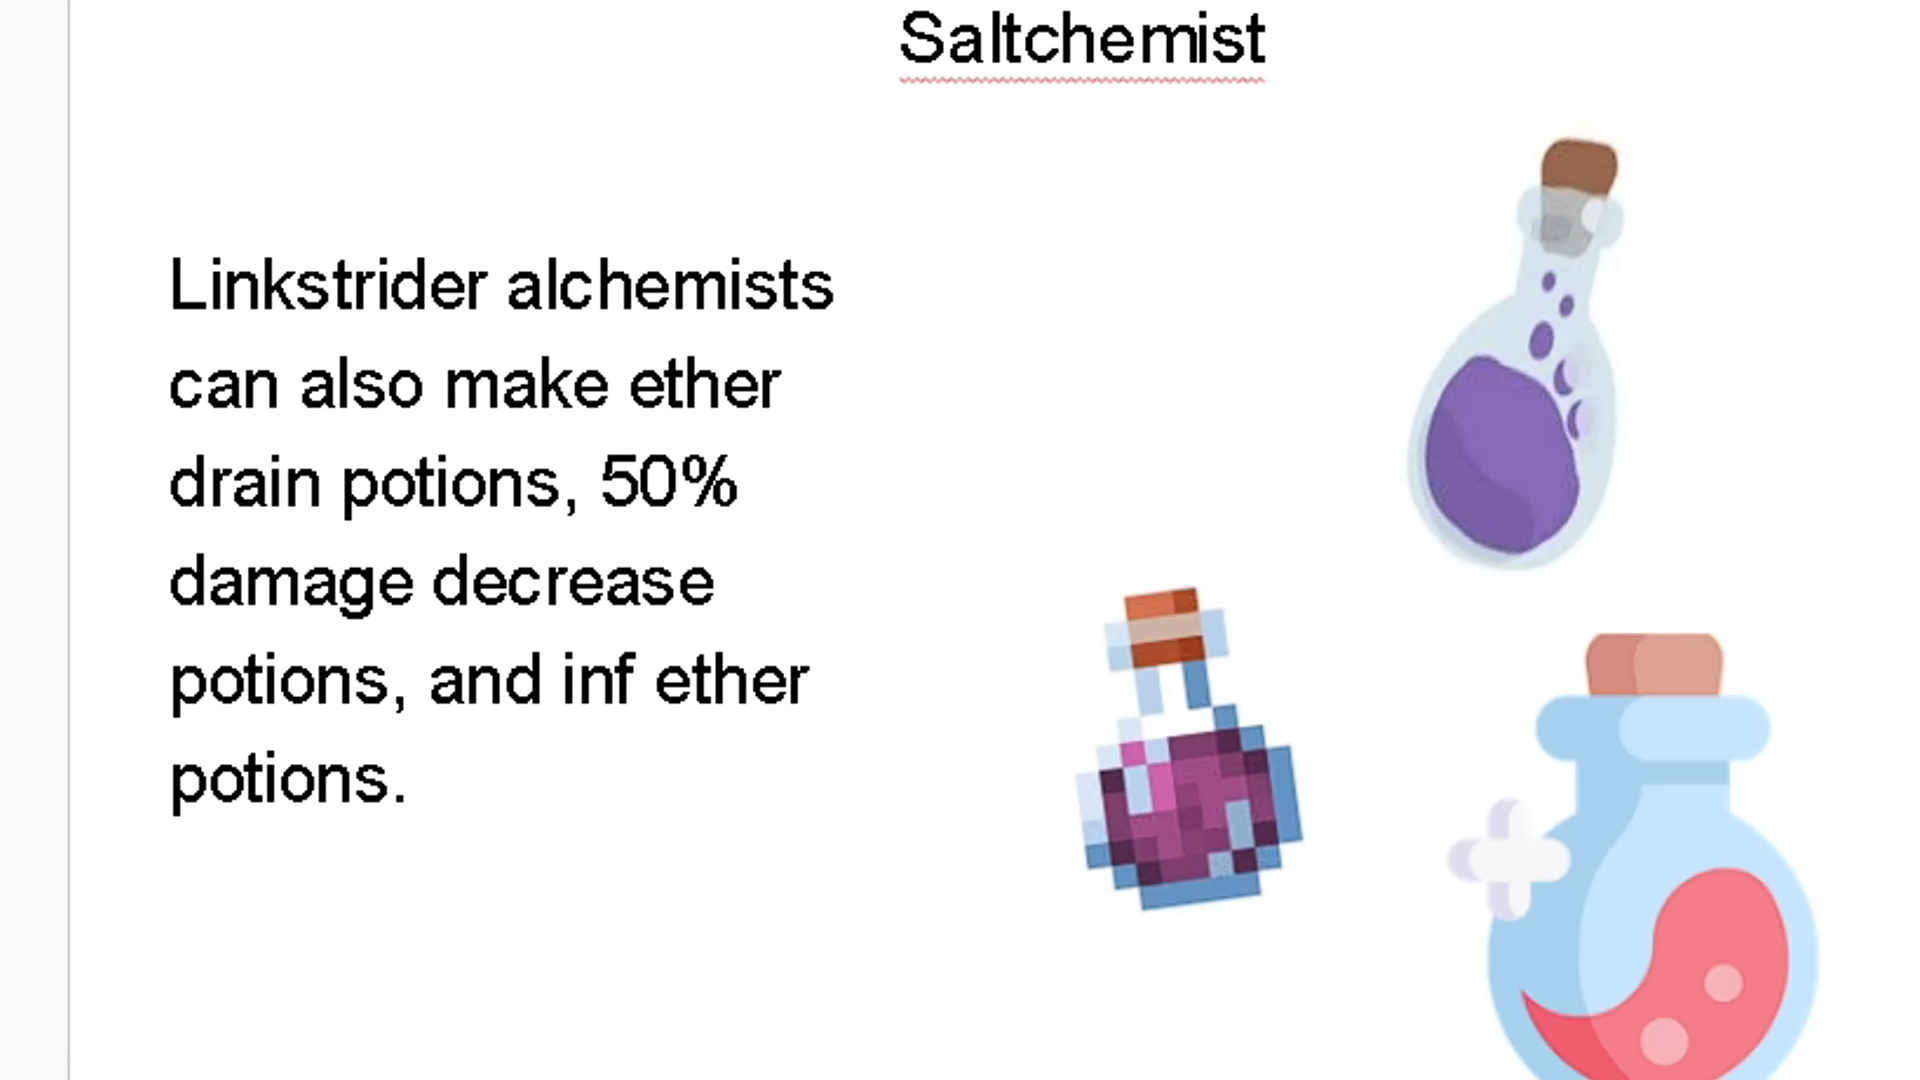 Saltchemist
Linkstrider alchemists
can also make ether
drain potions, 50%
damage decrease
potions, and inf ether
potions.